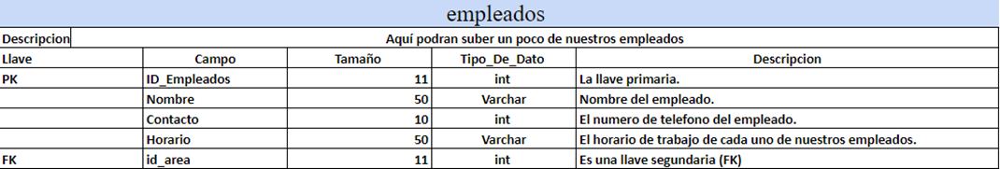 empleados
Descripcion Aquí podran suber un poco de nuestros empleados
Llave Campo Tamaño Tipo_De_Dato Descripcion
PK ID_Empleados 11 int La llave primaria.
Nombre 50 Varchar Nombre del empleado.
Contacto 10 int El numero de telefono del empleado.
Horario 50 Varchar El horario de trabajo de cada uno de nuestros empleados.
FK id_area 11 int Es una llave segundaria (FK)